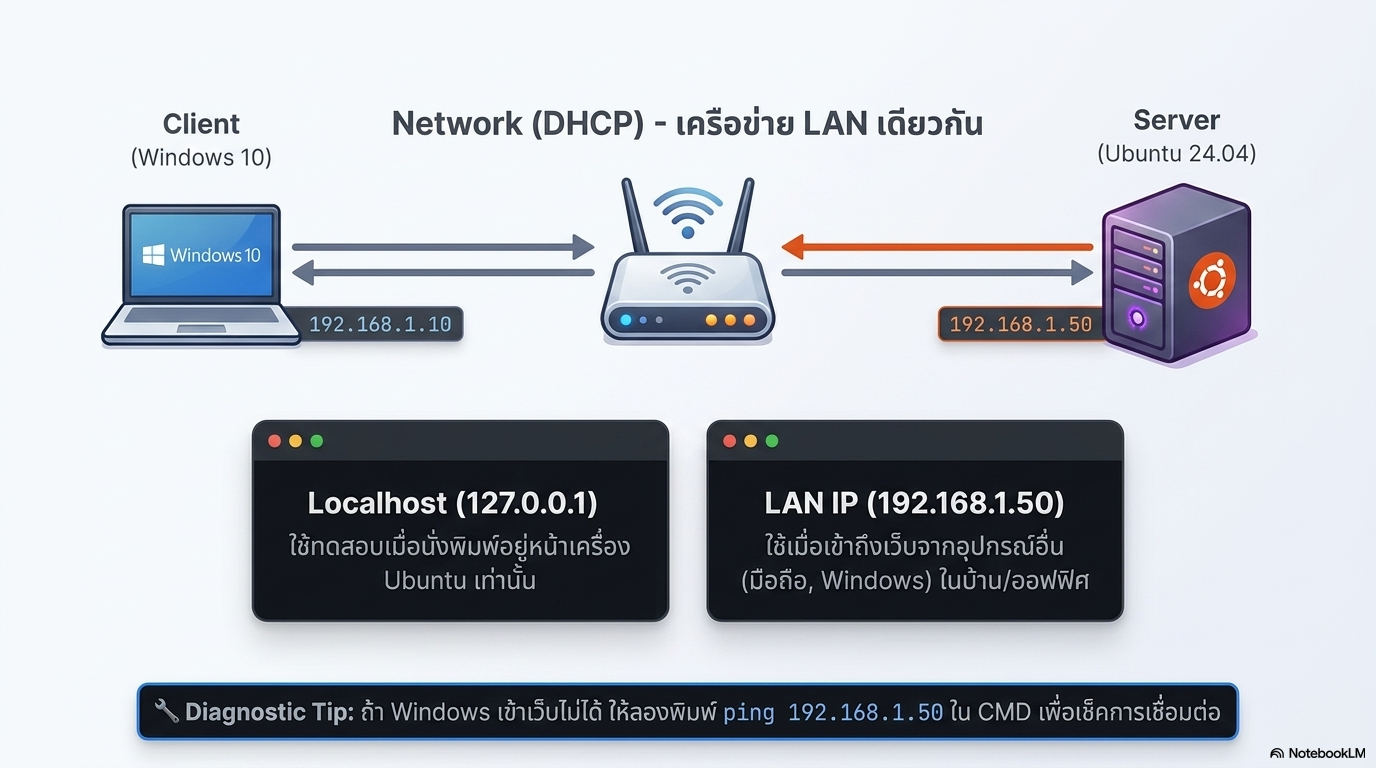 Client
(Windows 10)
Network (DHCP) - เครือข่าย LAN เดียวกัน
Server
(Ubuntu 24.04)
Windows 10
192.168.1.10
192.168.1.50
Localhost (127.0.0.1)
ใช้ทดสอบเมื่อนั่งพิมพ์อยู่หน้าเครื่อง
Ubuntu เท่านั้น
LAN IP (192.168.1.50)
ใช้เมื่อเข้าถึงเว็บจากอุปกรณ์อื่น
(มือถือ, Windows) ในบ้าน/ออฟฟิศ
Diagnostic Tip: ถ้า Windows เข้าเว็บไม่ได้ ให้ลองพิมพ์ ping 192.168.1.50 ใน CMD เพื่อเช็คการเชื่อมต่อ
NotebookLM